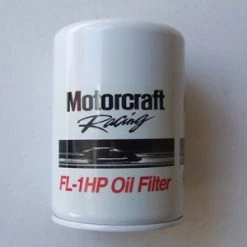 Motorcraft
Racing
FL-1HP Oil Filter